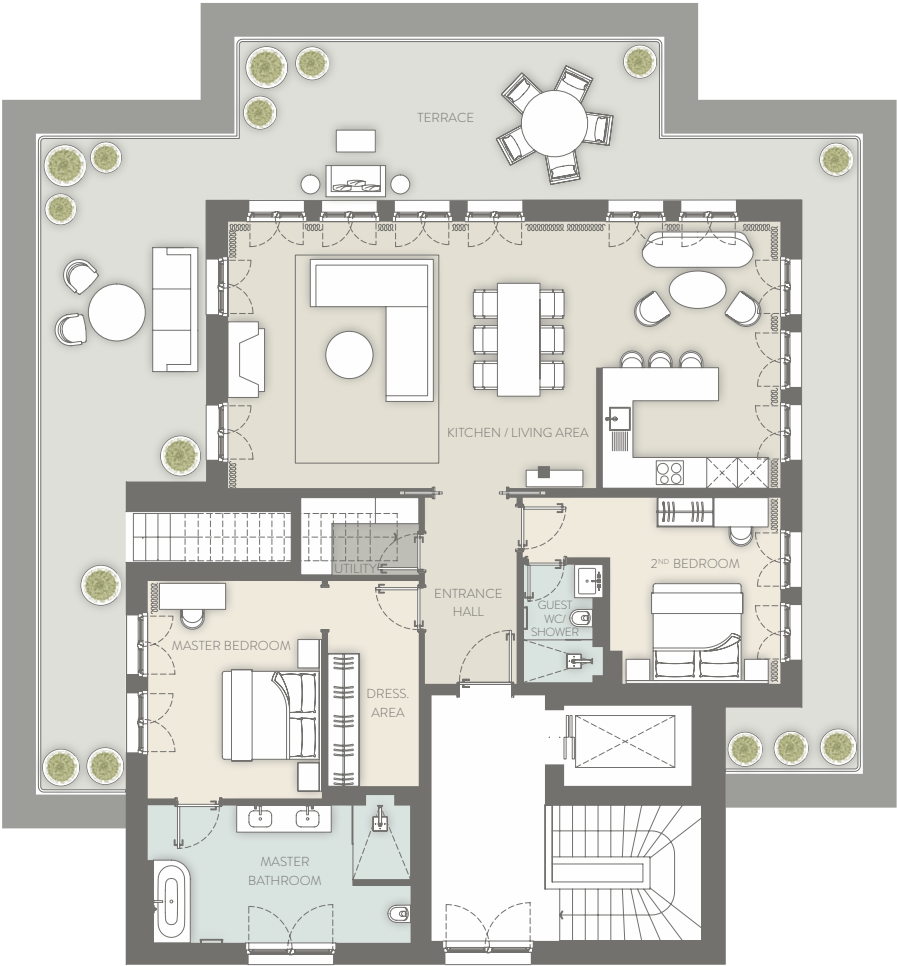 TERRACE
KITCHEN / LIVING AREA
UTILITY
2ND BEDROOM
ENTRANCE
HALL
GUEST
WC/
SHOWER
MASTER BEDROOM
DRESS.
AREA
MASTER
BATHROOM